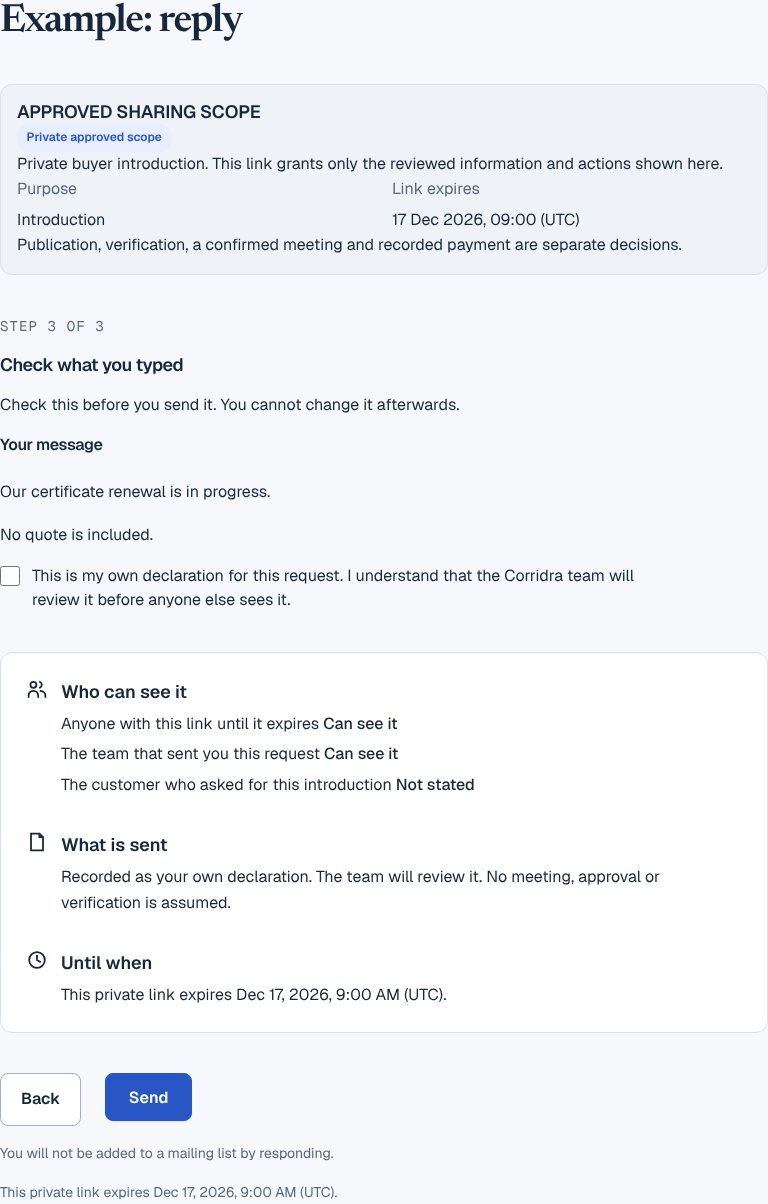 Example: reply
APPROVED SHARING SCOPE
Private approved scope
Private buyer introduction. This link grants only the reviewed information and actions shown here.
Purpose
Link expires
Introduction
17 Dec 2026, 09:00 (UTC)
Publication, verification, a confirmed meeting and recorded payment are separate decisions.
STEP 3 OF 3
Check what you typed
Check this before you send it. You cannot change it afterwards.
Your message
Our certificate renewal is in progress.
No quote is included.
This is my own declaration for this request. I understand that the Corridra team will
review it before anyone else sees it.
Who can see it
Anyone with this link until it expires Can see it
The team that sent you this request Can see it
The customer who asked for this introduction Not stated
What is sent
Recorded as your own declaration. The team will review it. No meeting, approval or
verification is assumed.
Until when
This private link expires Dec 17, 2026, 9:00 AM (UTC).
Back
Send
You will not be added to a mailing list by responding.
This private link expires Dec 17, 2026, 9:00 AM (UTC).